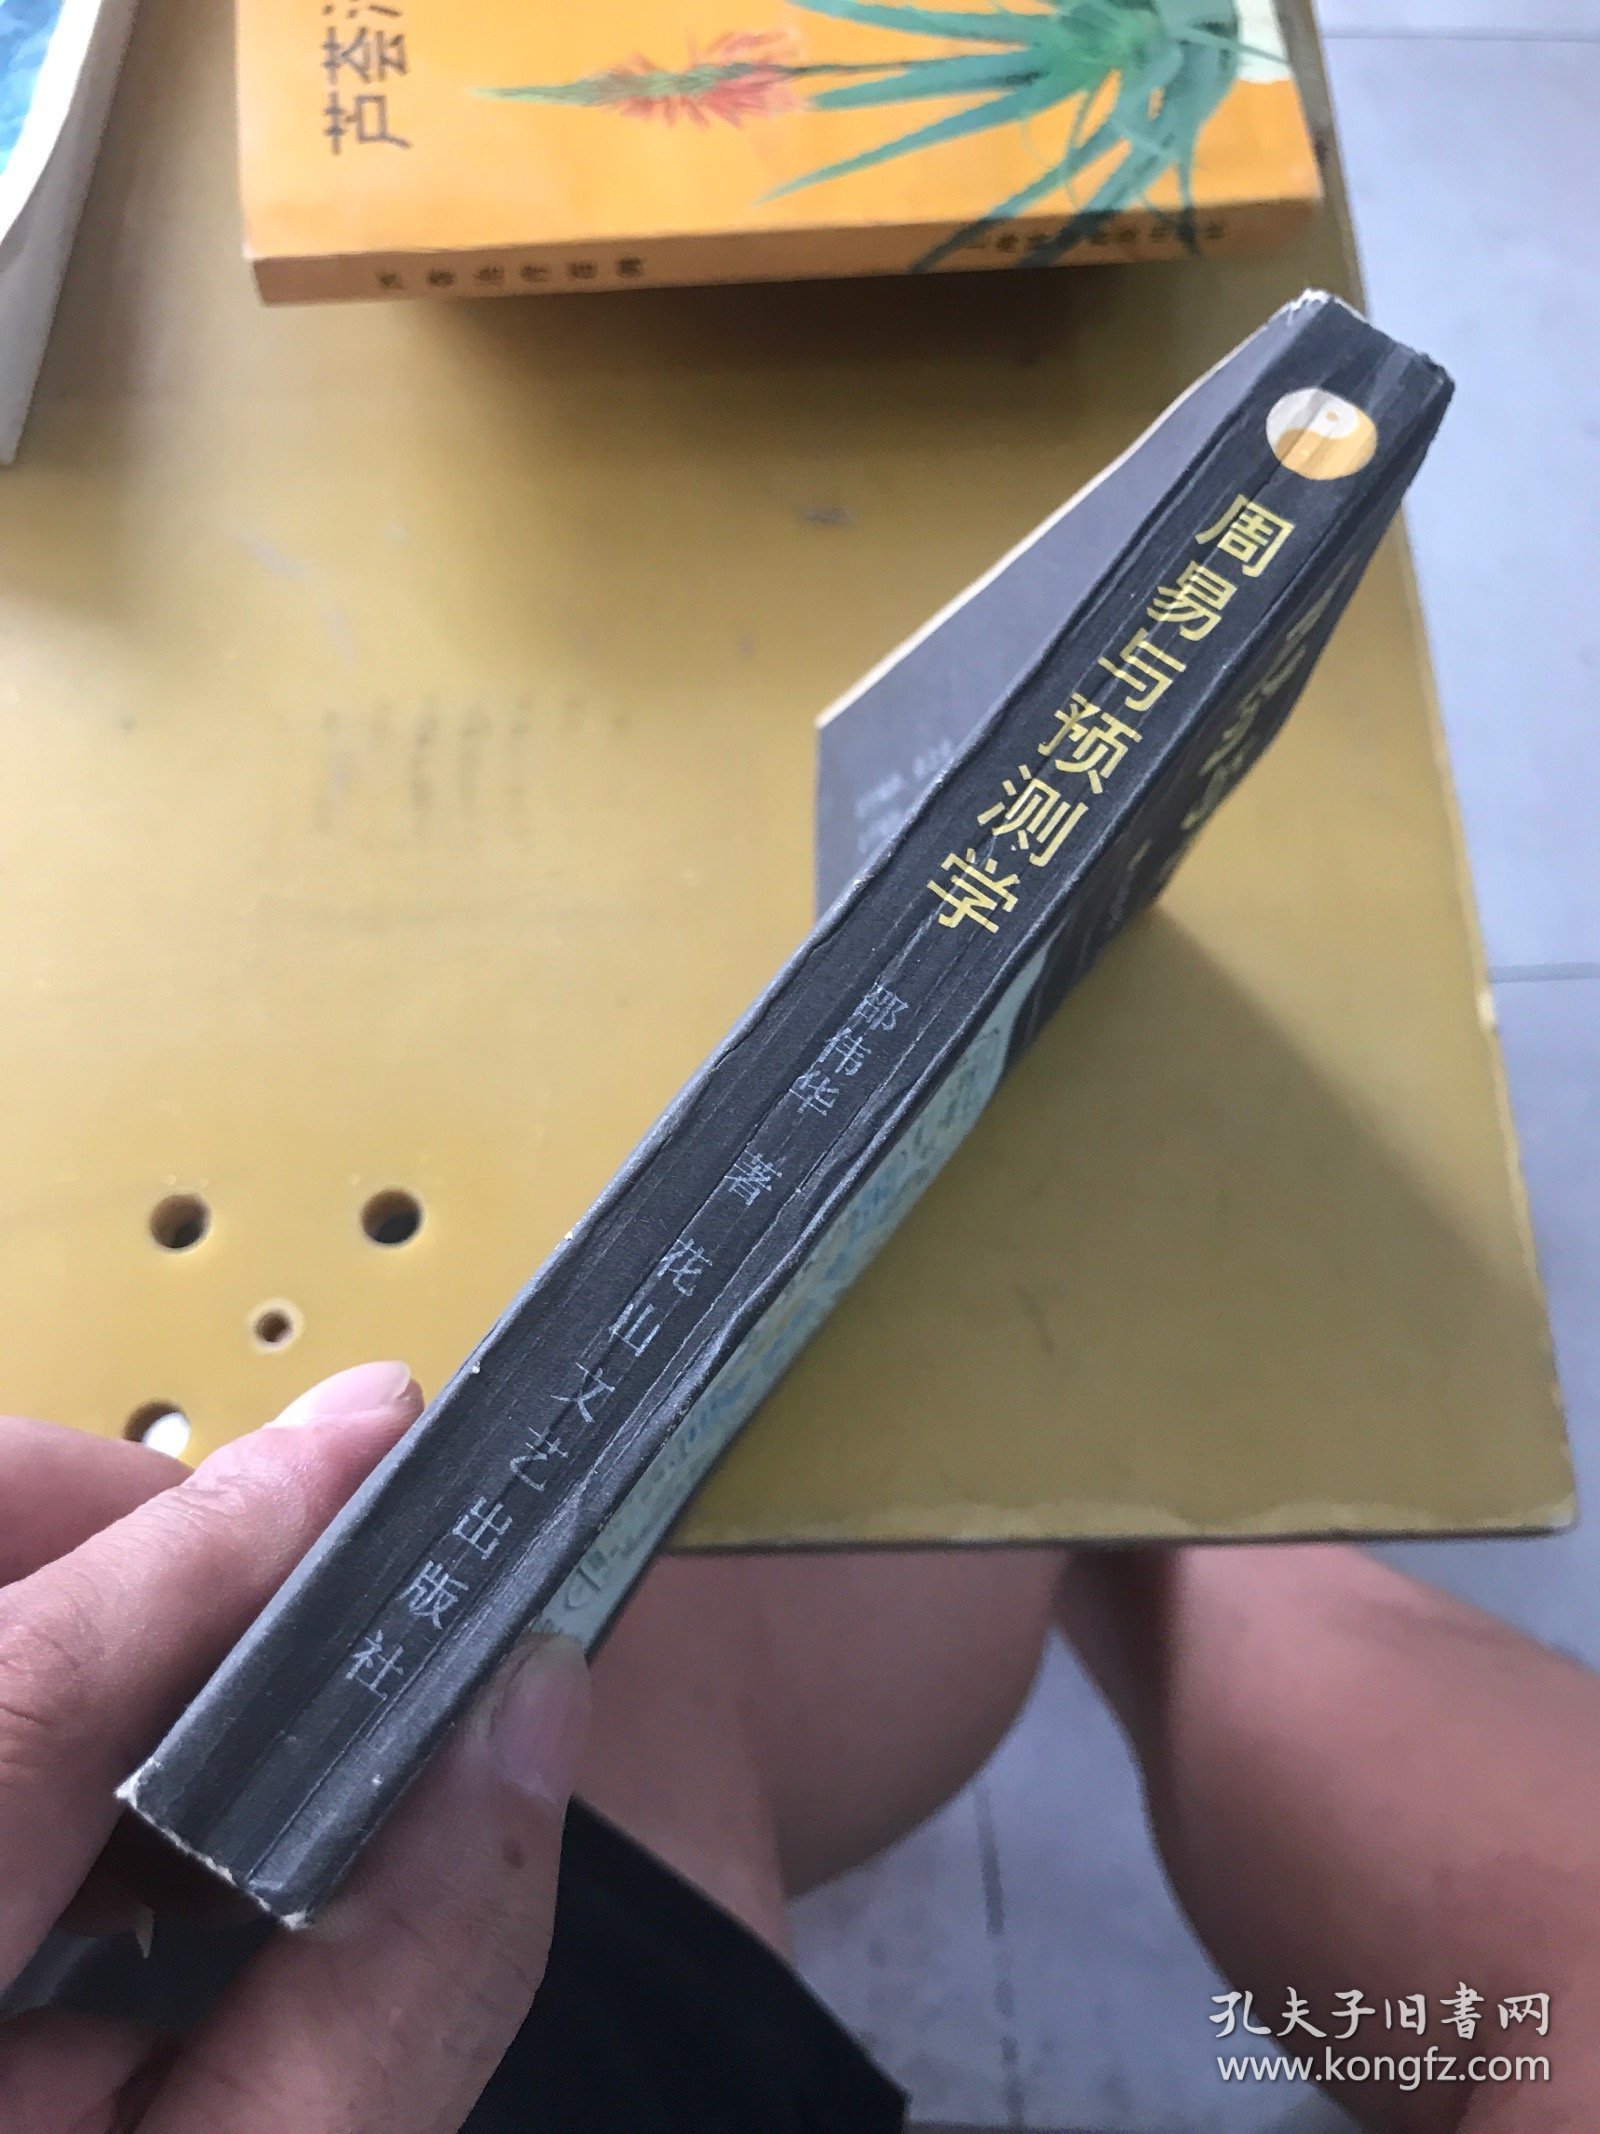 芦荟
周易与预测学
邵伟华 著 花山文艺出版社
孔夫子旧书网
www.kongfz.com